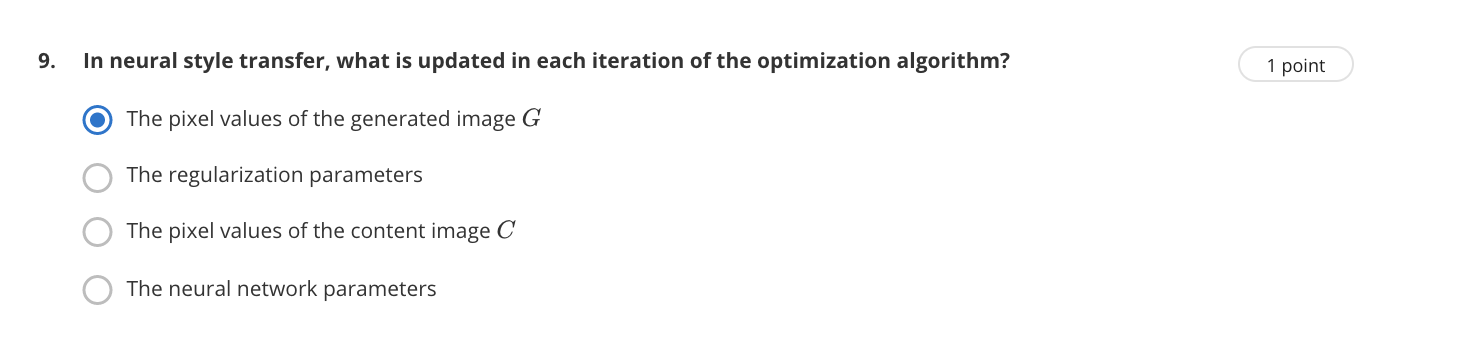 9. In neural style transfer, what is updated in each iteration of the optimization algorithm? 1 point
The pixel values of the generated image G
The regularization parameters
The pixel values of the content image C
The neural network parameters